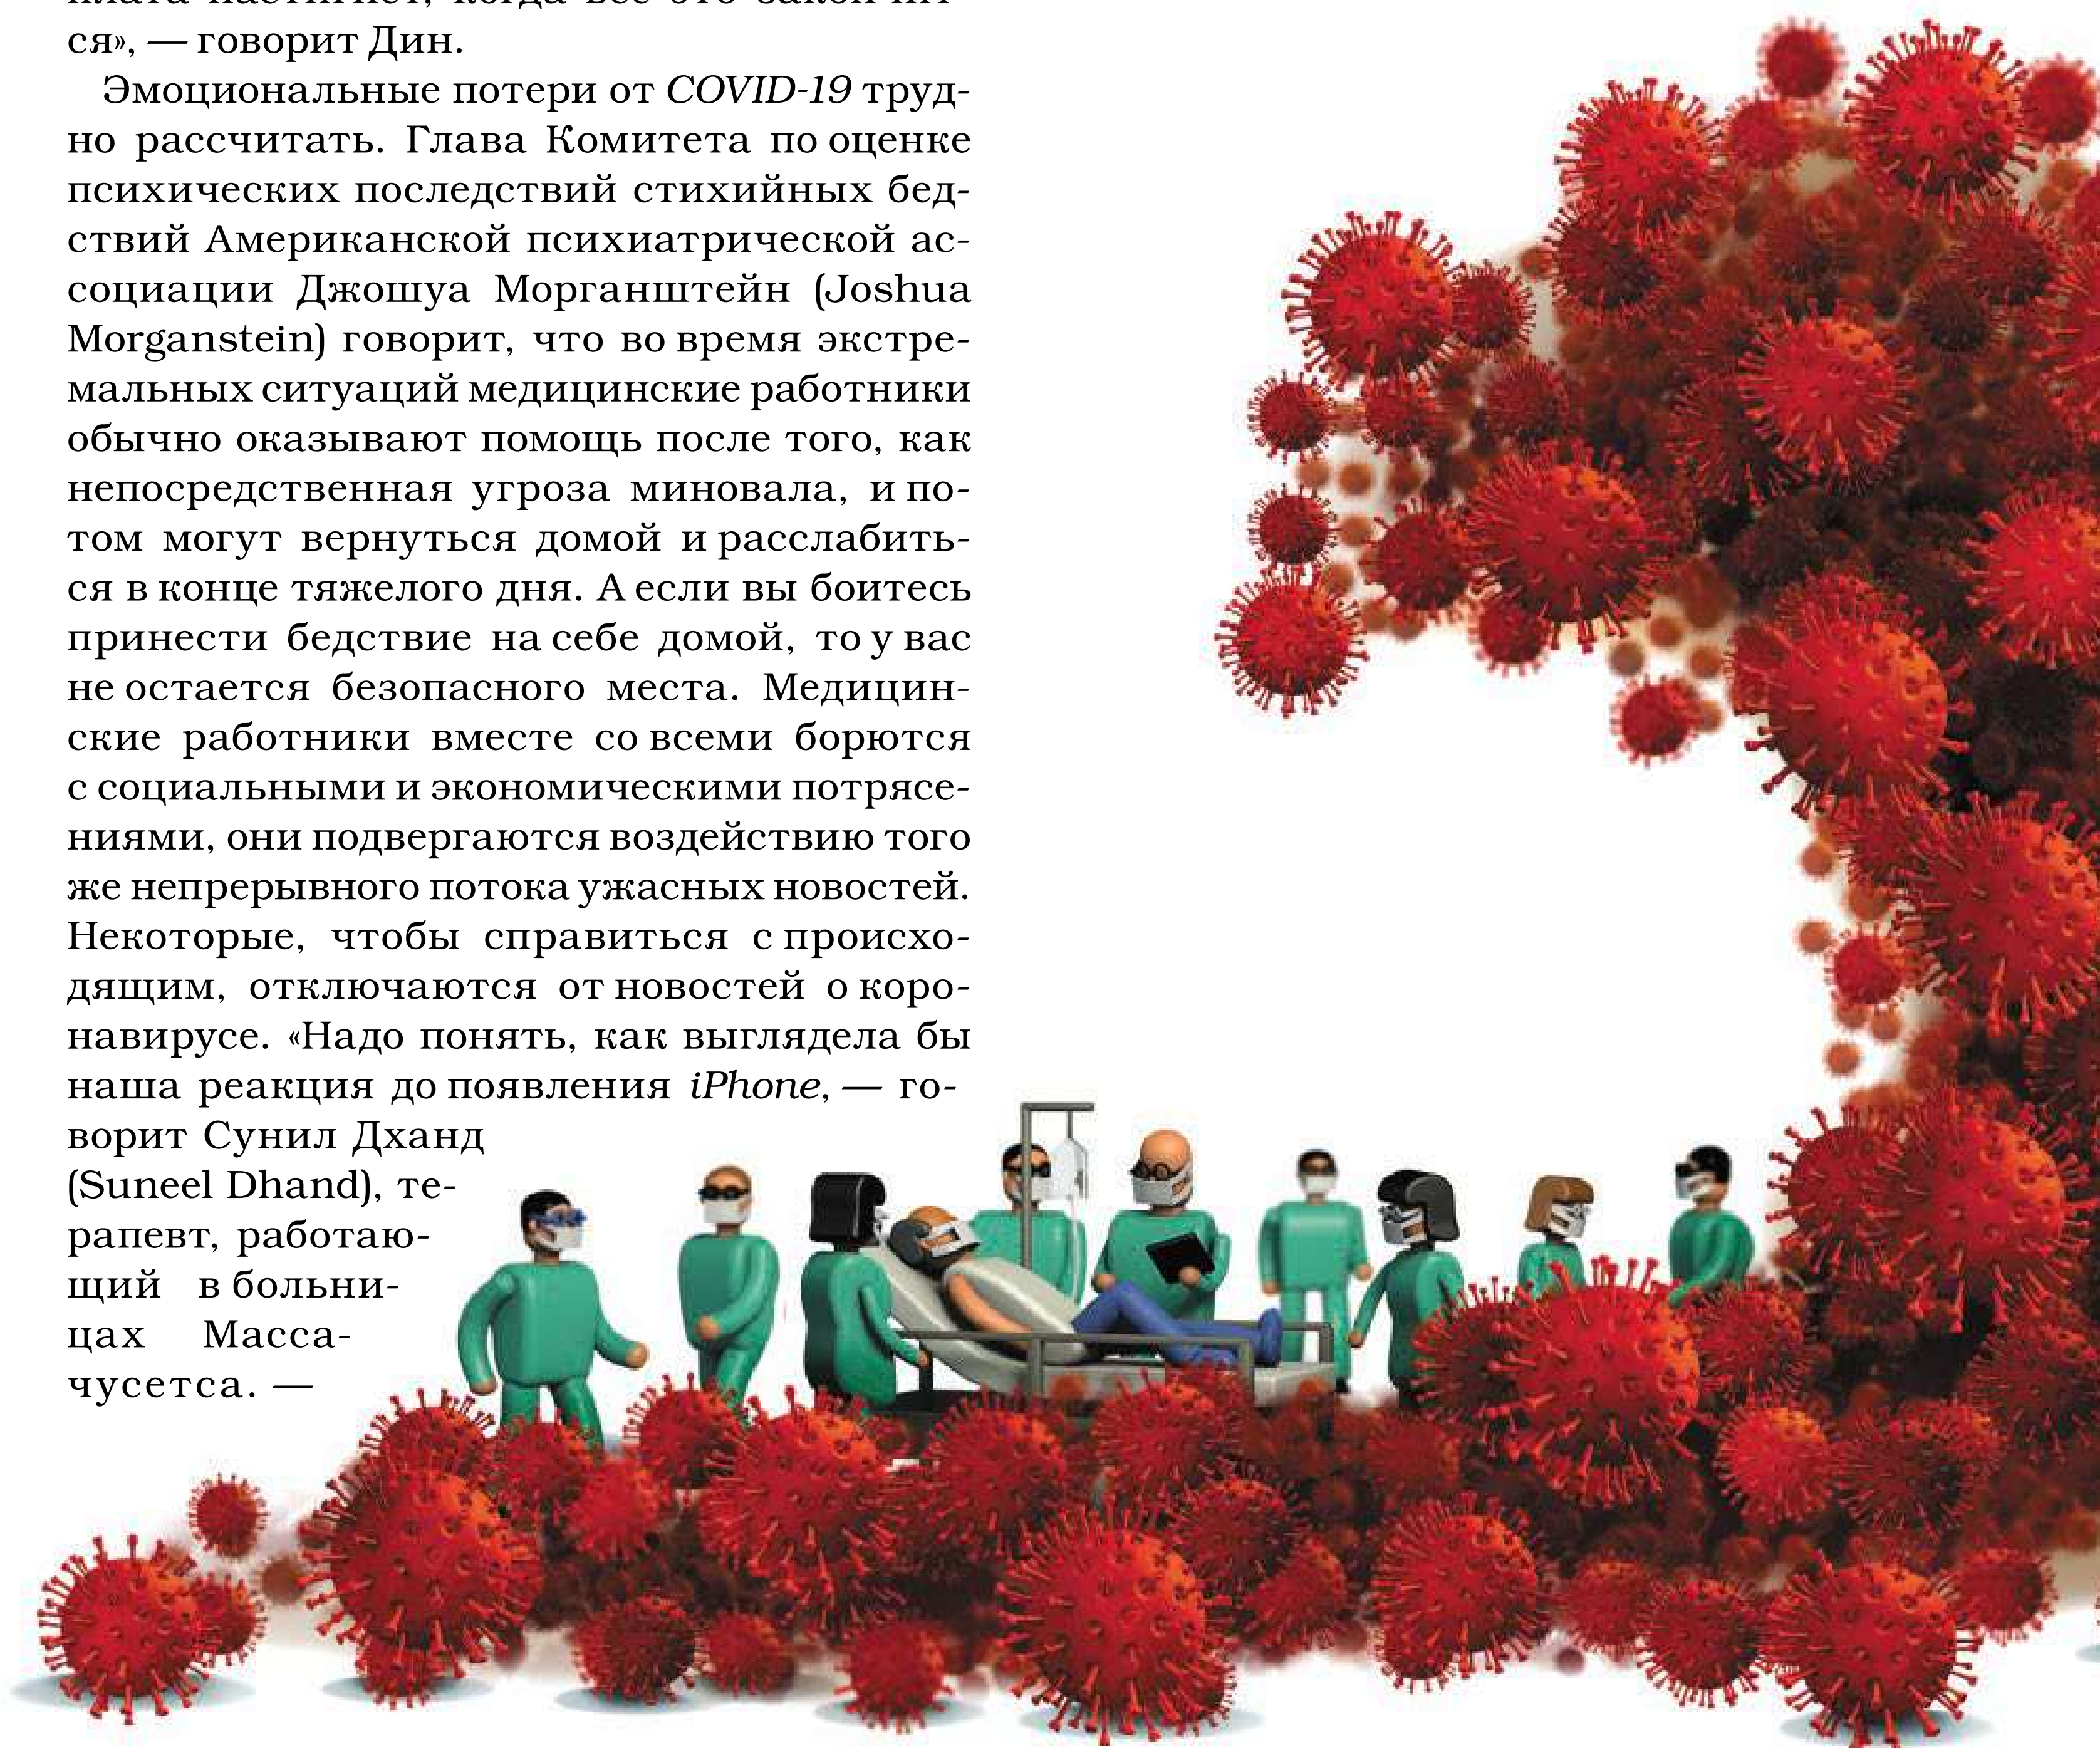 ся», — говорит Дин.
Эмоциональные потери от COVID-19 труд-
но рассчитать. Глава Комитета по оценке
психических последствий стихийных бед-
ствий Американской психиатрической ас-
социации Джошуа Морганштейн (Joshua
Morganstein) говорит, что во время экстре-
мальных ситуаций медицинские работники
обычно оказывают помощь после того, как
непосредственная угроза миновала, и по-
том могут вернуться домой и расслабить-
ся в конце тяжелого дня. А если вы боитесь
принести бедствие на себе домой, то у вас
не остается безопасного места. Медицин-
ские работники вместе со всеми борются
с социальными и экономическими потрясе-
ниями, они подвергаются воздействию того
же непрерывного потока ужасных новостей.
Некоторые, чтобы справиться с происхо-
дящим, отключаются от новостей о коро-
навирусе. «Надо понять, как выглядела бы
наша реакция до появления iPhone, — го-
ворит Сунил Дханд
(Suneel Dhand), те-
рапевт, работаю-
щий в больни-
цах Масса-
чусетса. —